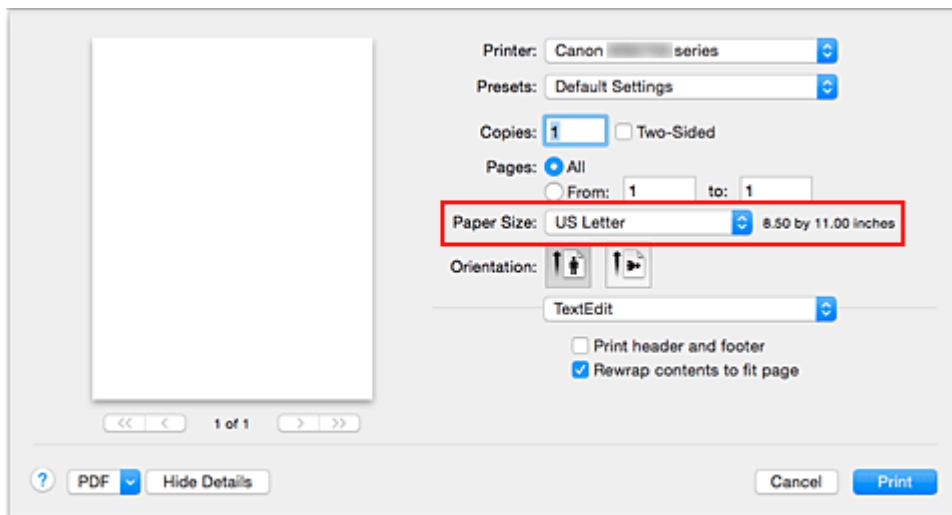 Printer: Canon series
Presets: Default Settings
Copies: 1 Two-Sided
Pages: All
From: 1 to: 1
Paper Size: US Letter 8.50 by 11.00 inches
Orientation:
TextEdit
Print header and footer
Rewrap contents to fit page
<< < 1 of 1 > >>
? PDF Hide Details Cancel Print